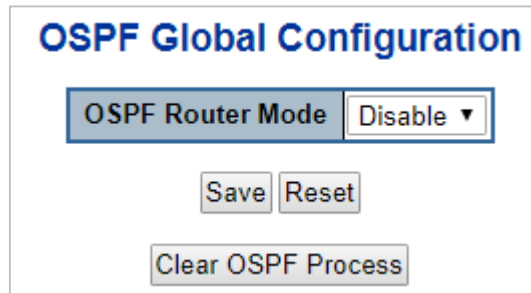 OSPF Global Configuration
OSPF Router Mode Disable
Save Reset
Clear OSPF Process